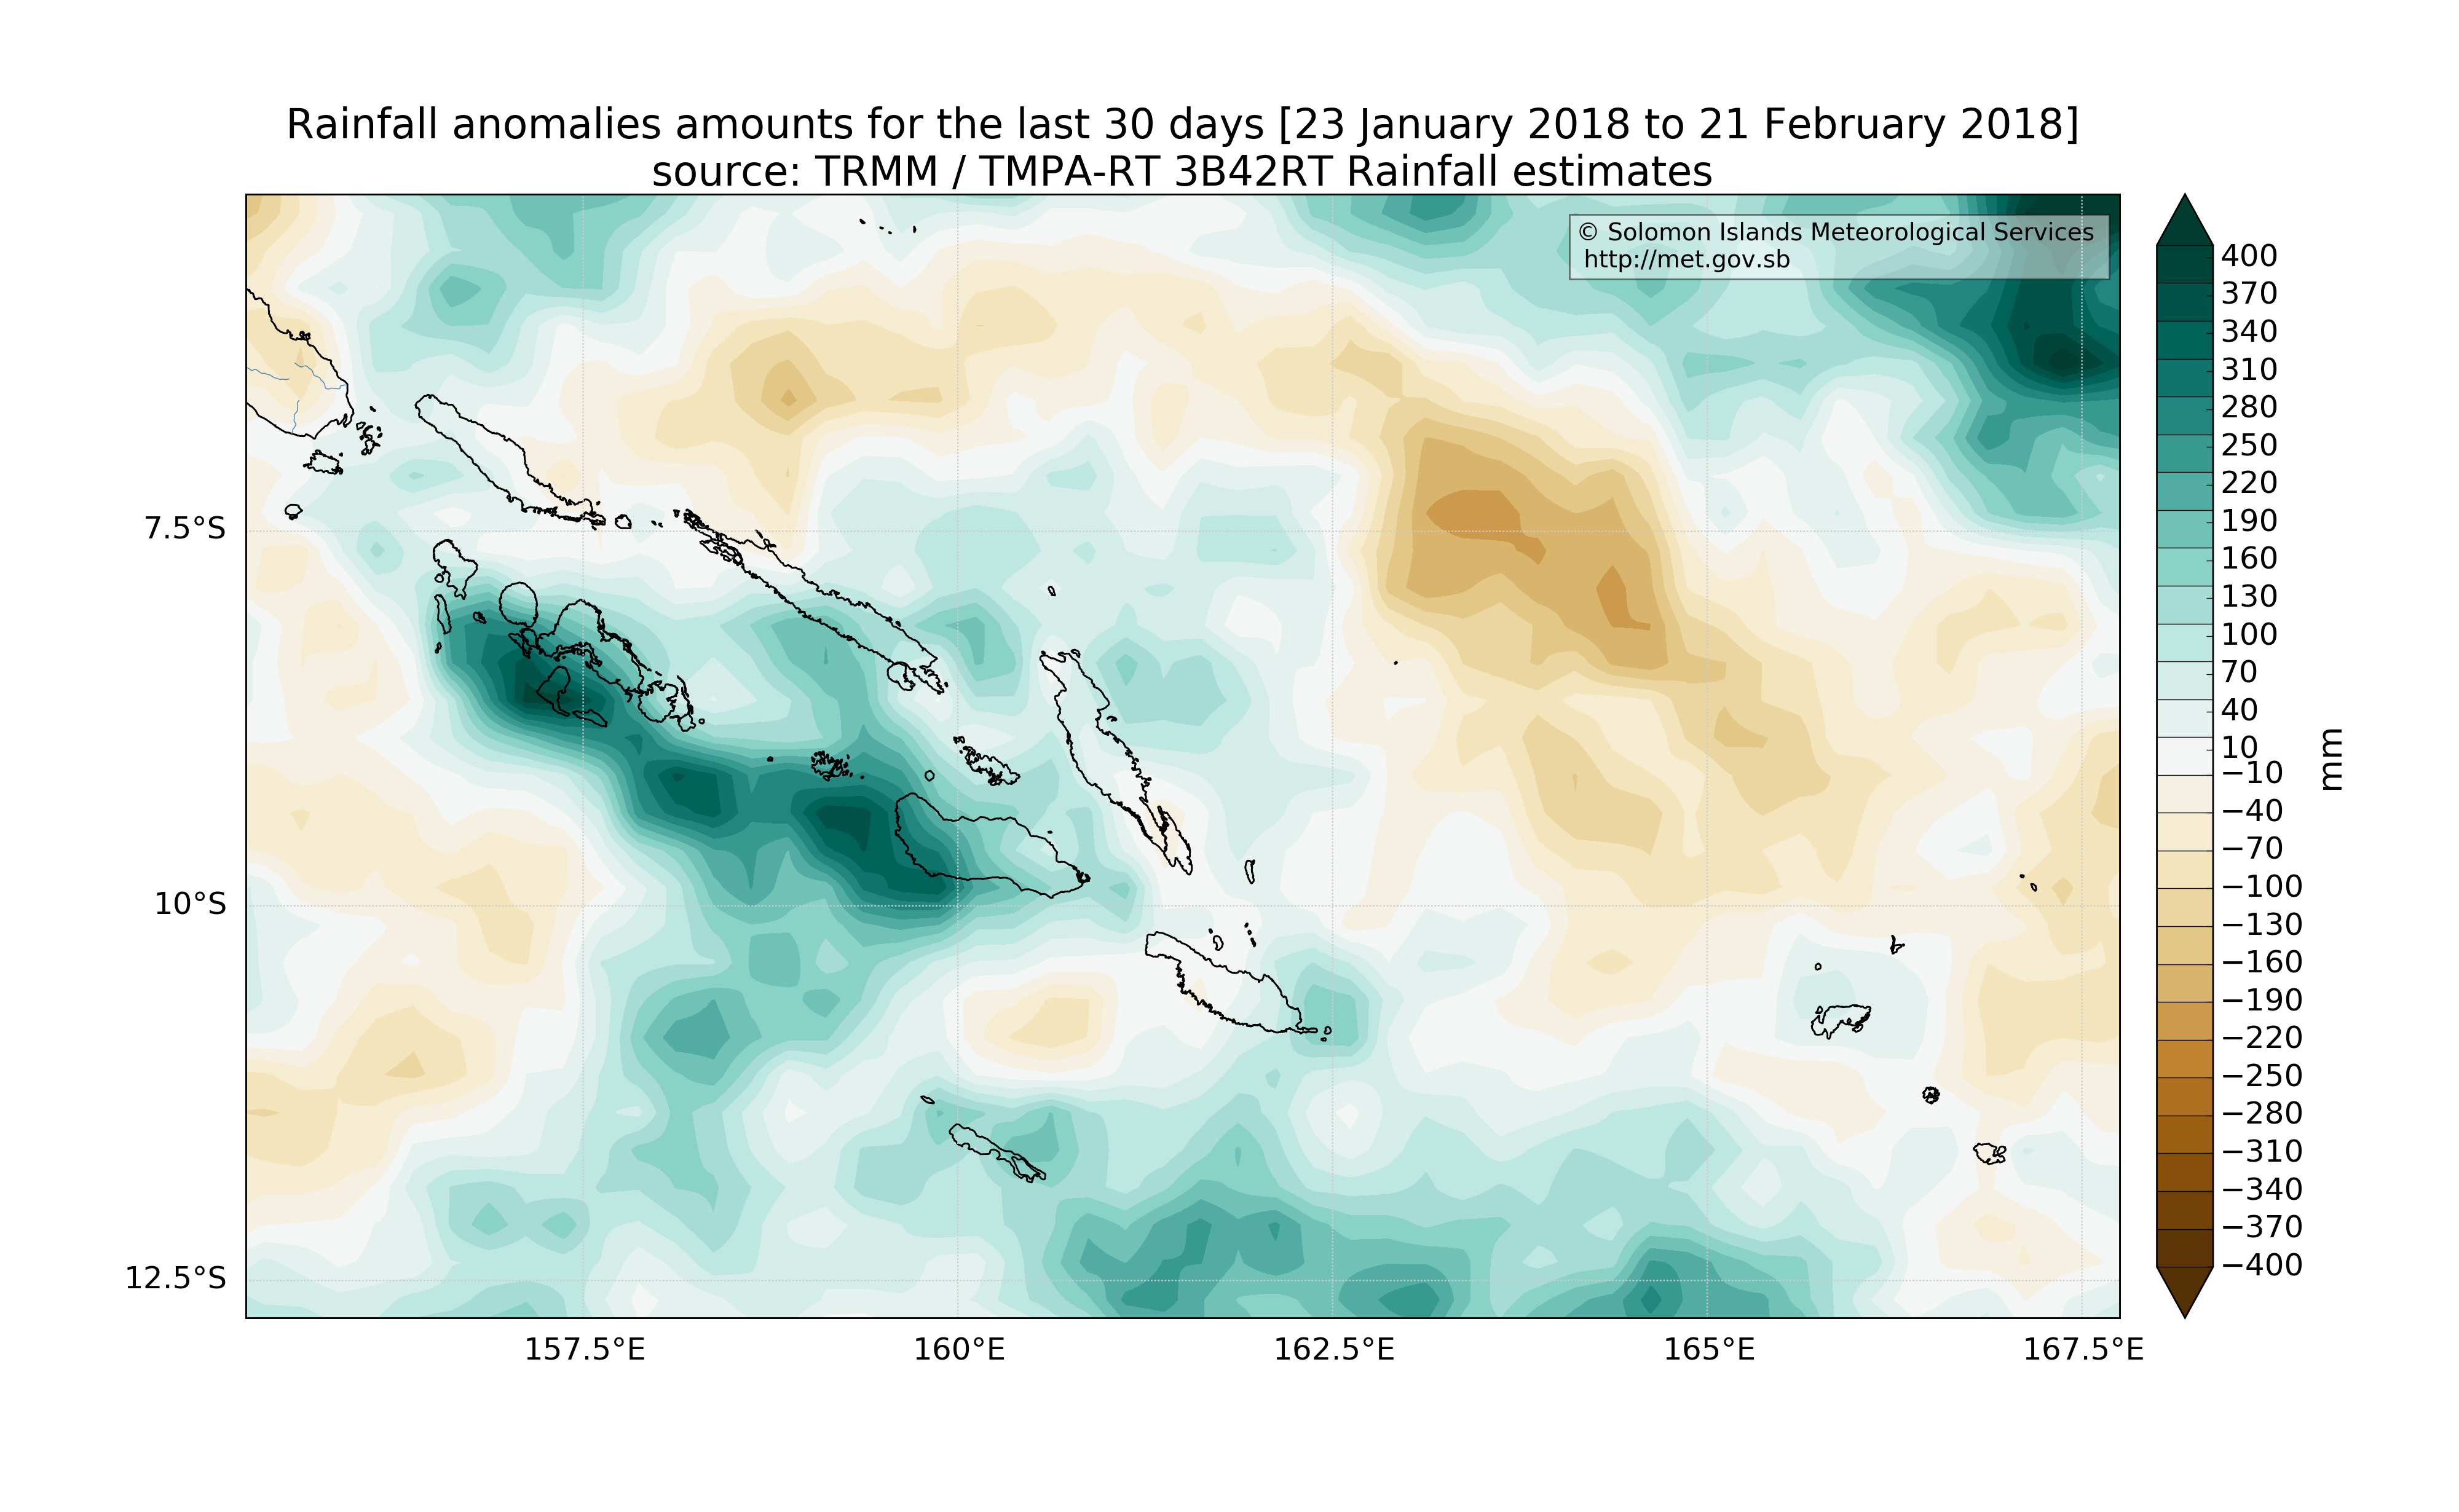 Rainfall anomalies amounts for the last 30 days [23 January 2018 to 21 February 2018]
source: TRMM / TMPA-RT 3B42RT Rainfall estimates
© Solomon Islands Meteorological Services
http://met.gov.sb
7.5°S
10°S
12.5°S
157.5°E
160°E
162.5°E
165°E
167.5°E
400
370
340
310
280
250
220
190
160
130
100
70
40
10
−10
−40
−70
−100
−130
−160
−190
−220
−250
−280
−310
−340
−370
−400
mm